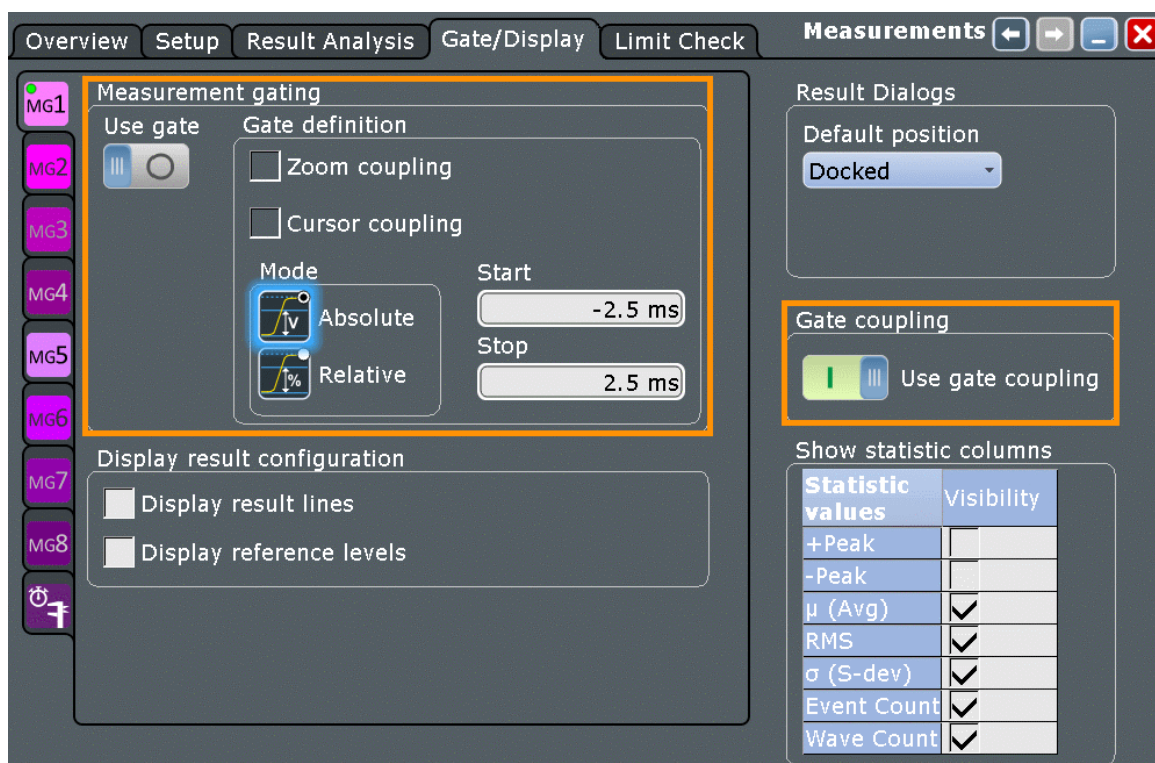 Overview Setup Result Analysis Gate/Display Limit Check Measurements
MG1
MG2
MG3
MG4
MG5
MG6
MG7
MG8
Measurement gating
Use gate
Gate definition
Zoom coupling
Cursor coupling
Mode
Absolute
Relative
Start
-2.5 ms
Stop
2.5 ms
Display result configuration
Display result lines
Display reference levels
Result Dialogs
Default position
Docked
Gate coupling
Use gate coupling
Show statistic columns
Statistic values Visibility
+Peak
-Peak
µ (Avg)
RMS
σ (S-dev)
Event Count
Wave Count